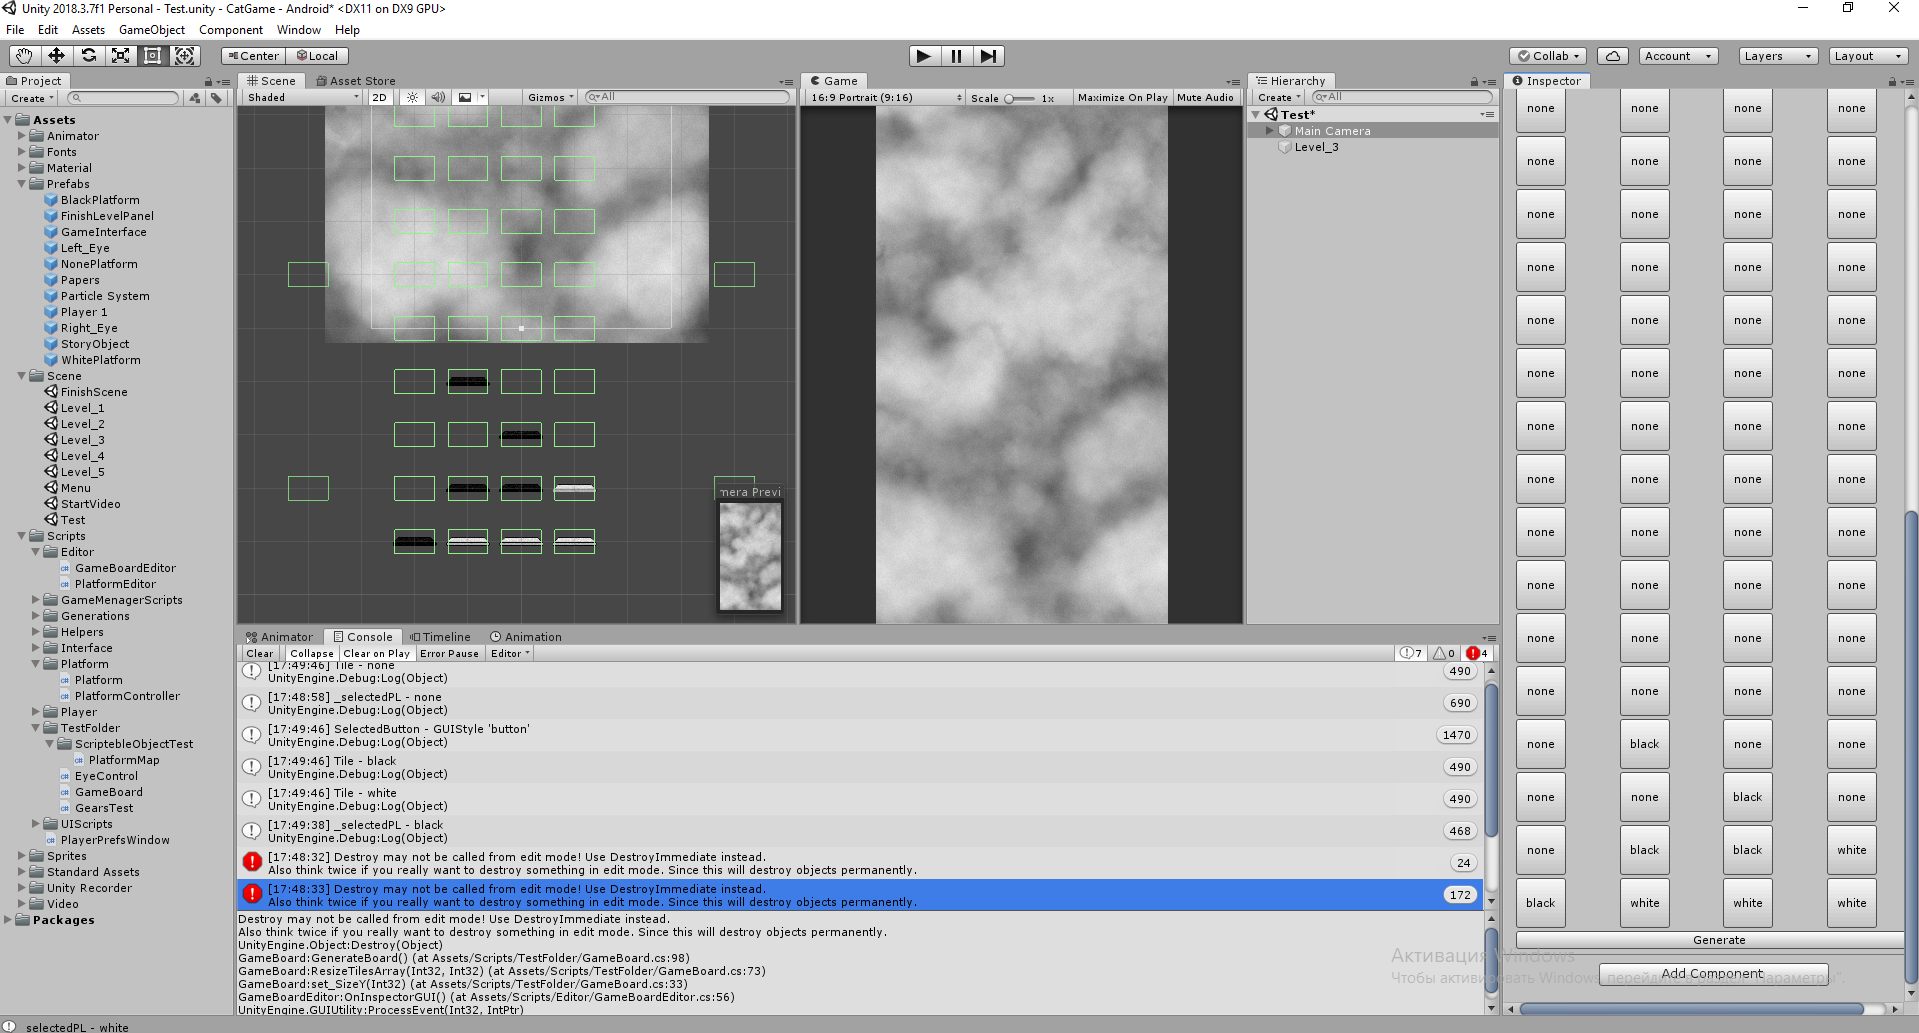 Unity 2018.3.7f1 Personal - Test.unity - CatGame - Android* <DX11 on DX9 GPU>
File Edit Assets GameObject Component Window Help
Center Local
Collab Account Layers Layout
Project
Create
Assets
Animator
Fonts
Material
Prefabs
BlackPlatform
FinishLevelPanel
GameInterface
Left_Eye
NonePlatform
Papers
Particle System
Player 1
Right_Eye
StoryObject
WhitePlatform
Scene
FinishScene
Level_1
Level_2
Level_3
Level_4
Level_5
Menu
StartVideo
Test
Scripts
Editor
GameBoardEditor
PlatformEditor
GameMenagerScripts
Generations
Helpers
Interface
Platform
Platform
PlatformController
Player
TestFolder
ScriptebleObjectTest
PlatformMap
EyeControl
GameBoard
GearsTest
UIScripts
PlayerPrefsWindow
Sprites
Standard Assets
Unity Recorder
Video
Packages
Scene Asset Store
Shaded 2D Gizmos All
mera Previ
Game
16:9 Portrait (9:16) Scale 1x Maximize On Play Mute Audio
Hierarchy
Create All
Test*
Main Camera
Level_3
Animator Console Timeline Animation
Clear Collapse Clear on Play Error Pause Editor 7 0 4
[17:49:46] Tile - none
UnityEngine.Debug:Log(Object) 490
[17:48:58] _selectedPL - none
UnityEngine.Debug:Log(Object) 690
[17:49:46] SelectedButton - GUIStyle 'button'
UnityEngine.Debug:Log(Object) 1470
[17:49:46] Tile - black
UnityEngine.Debug:Log(Object) 490
[17:49:46] Tile - white
UnityEngine.Debug:Log(Object) 490
[17:49:38] _selectedPL - black
UnityEngine.Debug:Log(Object) 468
[17:48:32] Destroy may not be called from edit mode! Use DestroyImmediate instead.
Also think twice if you really want to destroy something in edit mode. Since this will destroy objects permanently. 24
[17:48:33] Destroy may not be called from edit mode! Use DestroyImmediate instead.
Also think twice if you really want to destroy something in edit mode. Since this will destroy objects permanently. 172
Destroy may not be called from edit mode! Use DestroyImmediate instead.
Also think twice if you really want to destroy something in edit mode. Since this will destroy objects permanently.
UnityEngine.Object:Destroy(Object)
GameBoard:GenerateBoard() (at Assets/Scripts/TestFolder/GameBoard.cs:98)
GameBoard:ResizeTilesArray(Int32, Int32) (at Assets/Scripts/TestFolder/GameBoard.cs:73)
GameBoard:set_SizeY(Int32) (at Assets/Scripts/TestFolder/GameBoard.cs:33)
GameBoardEditor:OnInspectorGUI() (at Assets/Scripts/Editor/GameBoardEditor.cs:56)
UnityEngine.GUIUtility:ProcessEvent(Int32, IntPtr)
Inspector
none none none none
none none none none
none none none none
none none none none
none none none none
none none none none
none none none none
none none none none
none none none none
none none none none
none none none none
none none none none
none black none none
none none black none
none black black white
black white white white
Generate
Add Component
Активация Windows
Чтобы активировать Windows, перейдите в раздел "Параметры".
selectedPL - white